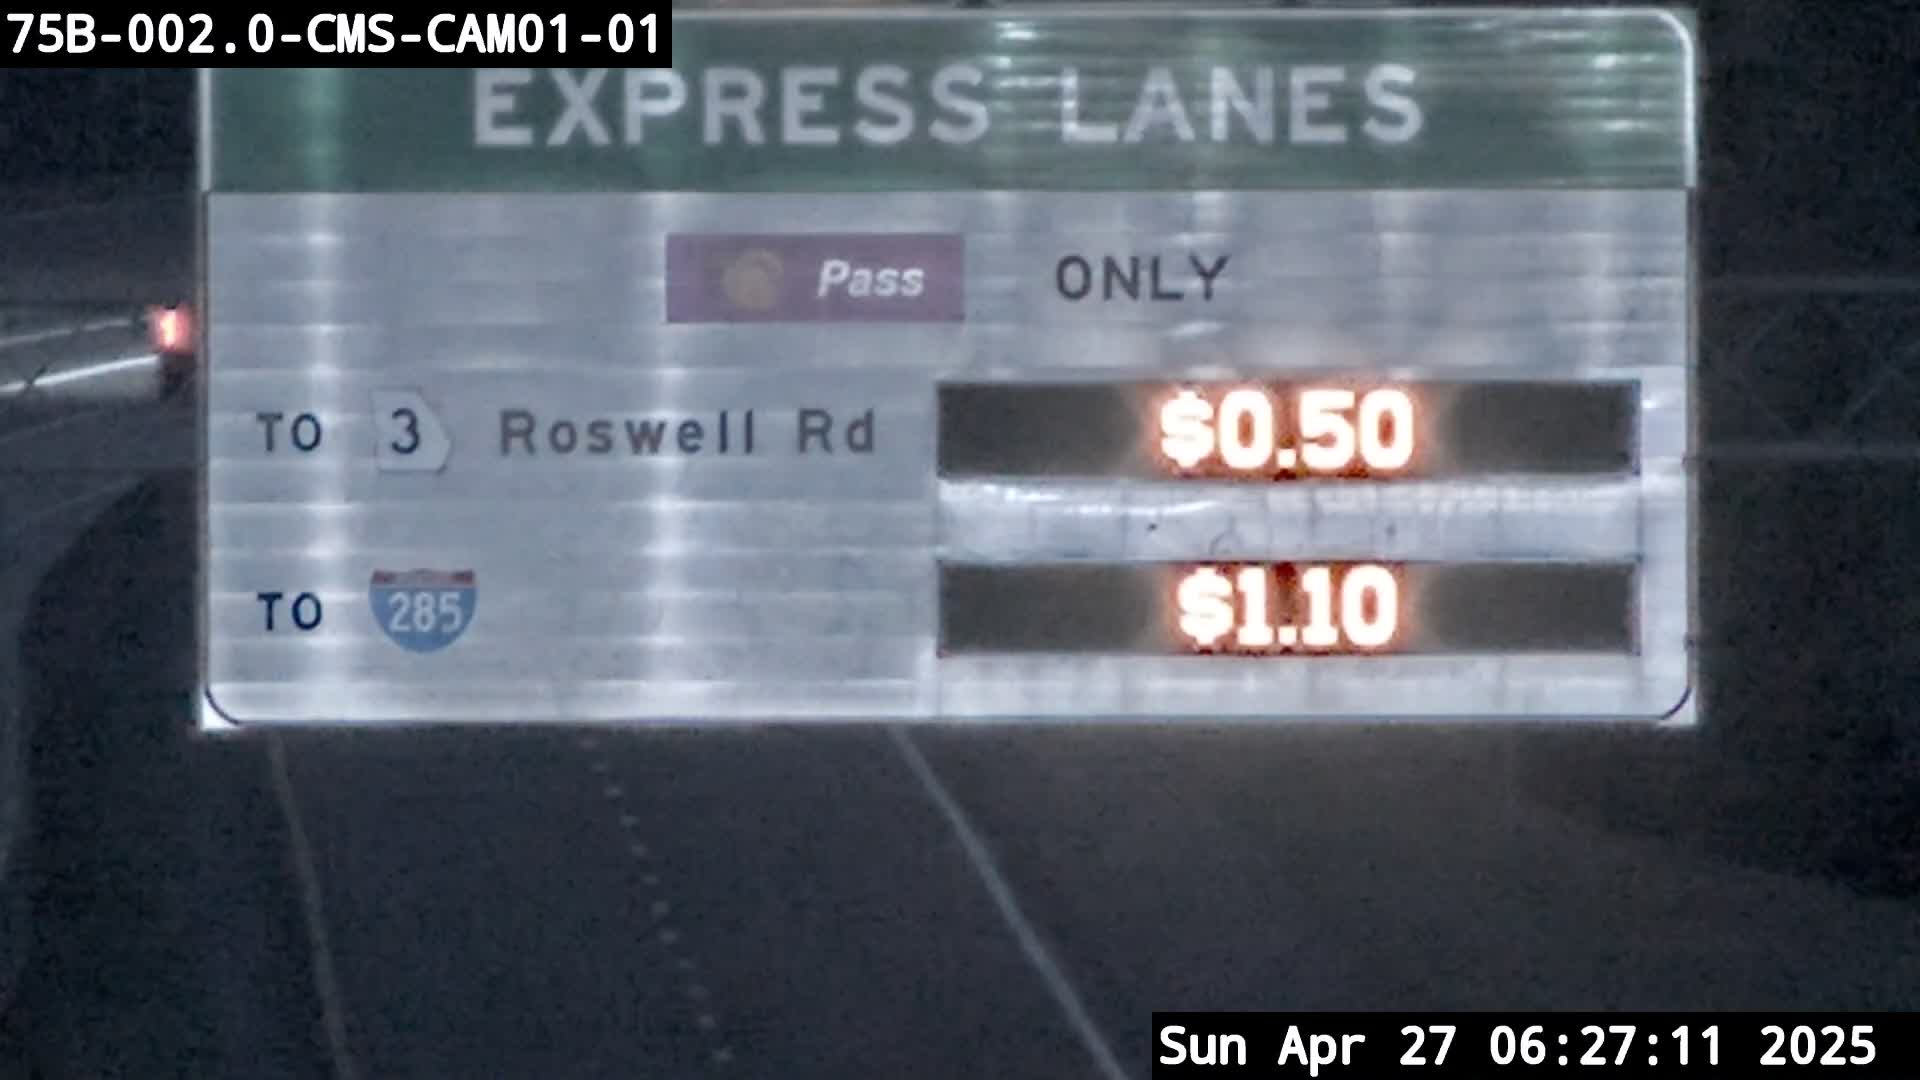 75B-002.0-CMS-CAM01-01
EXPRESS LANES
Pass ONLY
TO 3 Roswell Rd $0.50
TO 285 $1.10
Sun Apr 27 06:27:11 2025